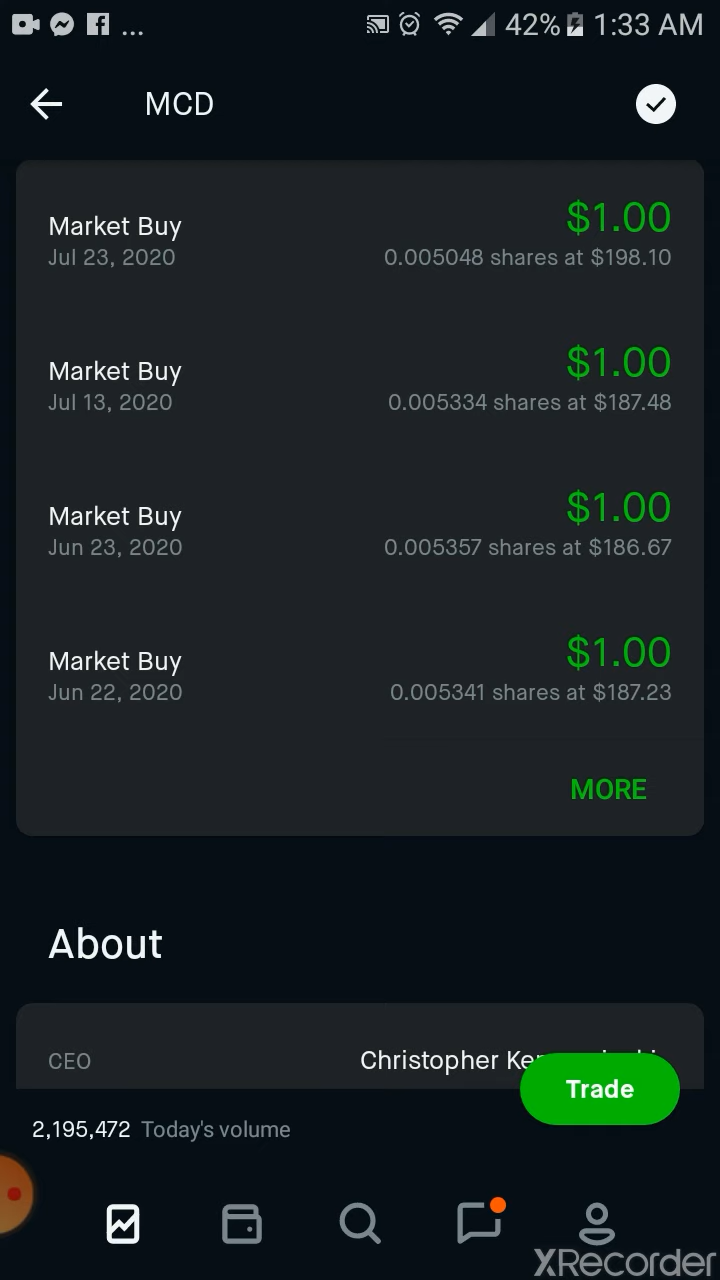 ... 42% 1:33 AM
MCD
Market Buy $1.00
Jul 23, 2020 0.005048 shares at $198.10
Market Buy $1.00
Jul 13, 2020 0.005334 shares at $187.48
Market Buy $1.00
Jun 23, 2020 0.005357 shares at $186.67
Market Buy $1.00
Jun 22, 2020 0.005341 shares at $187.23
MORE
About
CEO Christopher
Trade
2,195,472 Today's volume
XRecorder